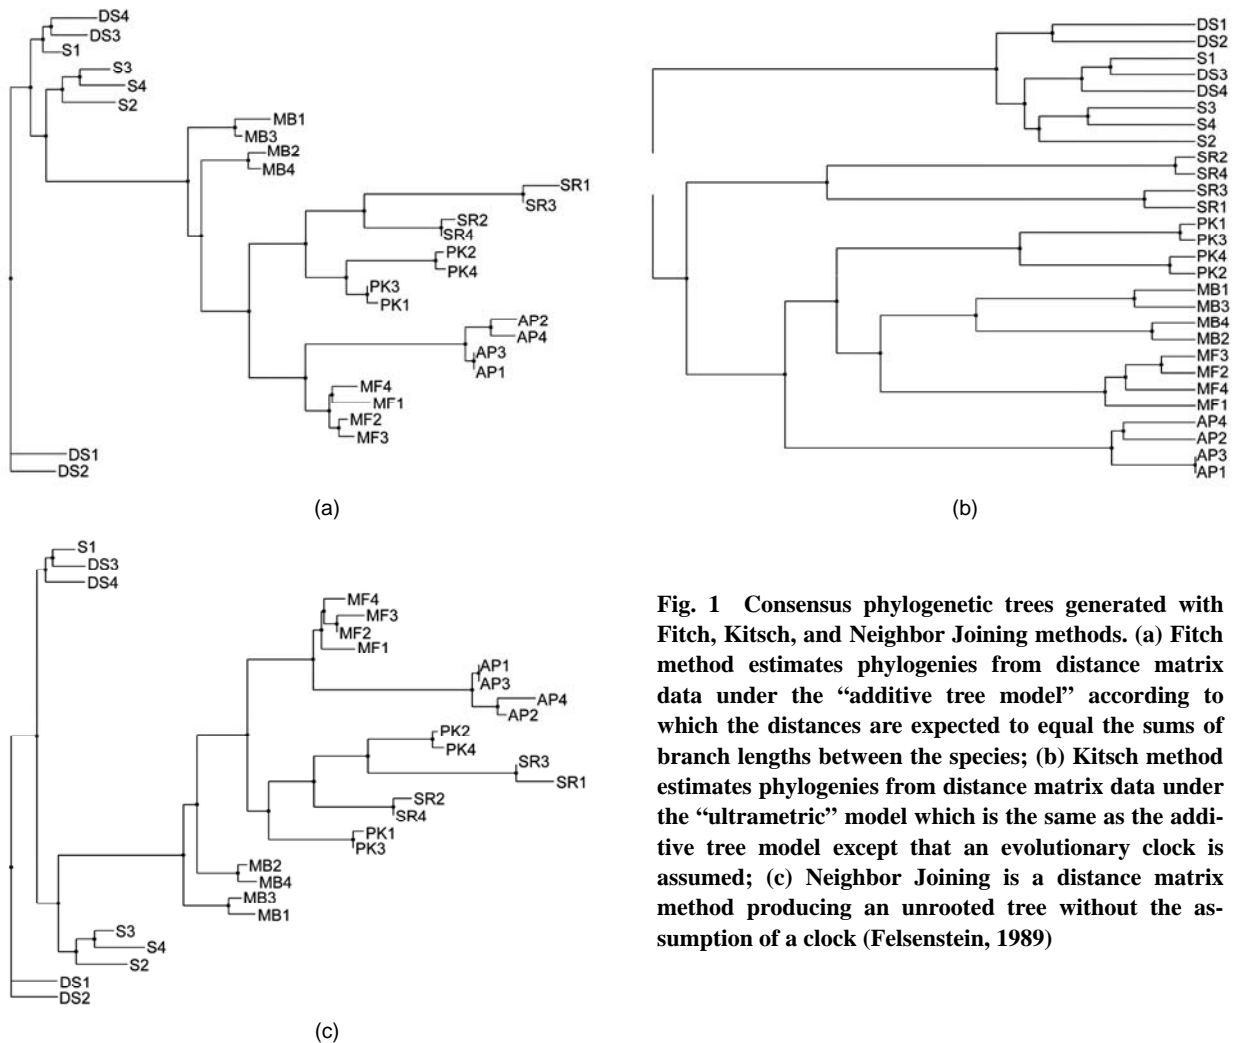 DS4
DS3
S1
S3
S4
S2
MB1
MB3
MB2
MB4
SR1
SR3
SR2
SR4
PK2
PK4
PK3
PK1
AP2
AP4
AP3
AP1
MF4
MF1
MF2
MF3
DS1
DS2
(a)
DS1
DS2
S1
DS3
DS4
S3
S4
S2
SR2
SR4
SR3
SR1
PK1
PK3
PK4
PK2
MB1
MB3
MB4
MB2
MF3
MF2
MF4
MF1
AP4
AP2
AP3
AP1
(b)
S1
DS3
DS4
MF4
MF3
MF2
MF1
AP1
AP3
AP4
AP2
PK2
PK4
SR3
SR1
SR2
SR4
PK1
PK3
MB2
MB4
MB3
MB1
S3
S4
S2
DS1
DS2
(c)
Fig. 1 Consensus phylogenetic trees generated with
Fitch, Kitsch, and Neighbor Joining methods. (a) Fitch
method estimates phylogenies from distance matrix
data under the “additive tree model” according to
which the distances are expected to equal the sums of
branch lengths between the species; (b) Kitsch method
estimates phylogenies from distance matrix data under
the “ultrametric” model which is the same as the addi-
tive tree model except that an evolutionary clock is
assumed; (c) Neighbor Joining is a distance matrix
method producing an unrooted tree without the as-
sumption of a clock (Felsenstein, 1989)